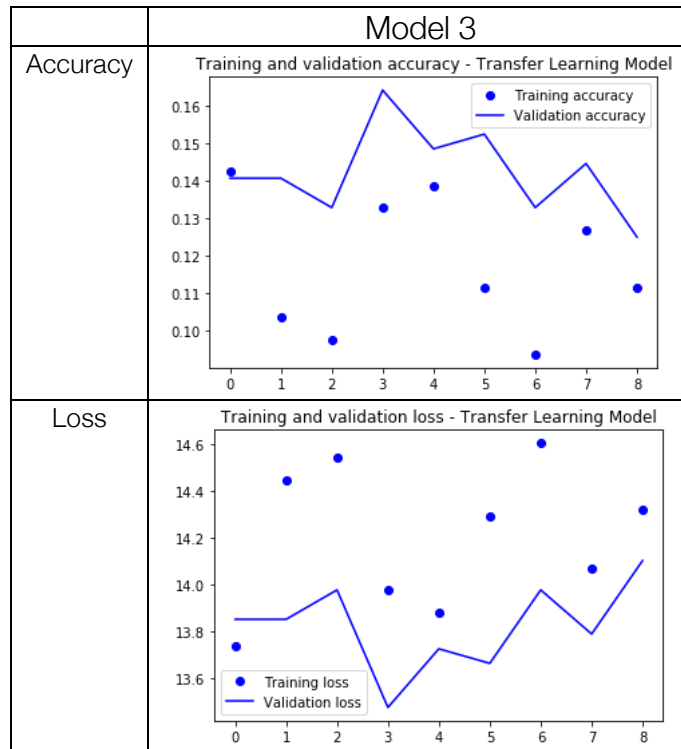 Model 3
Accuracy
Training and validation accuracy - Transfer Learning Model
Training accuracy
Validation accuracy
0.16
0.15
0.14
0.13
0.12
0.11
0.10
0 1 2 3 4 5 6 7 8
Loss
Training and validation loss - Transfer Learning Model
14.6
14.4
14.2
14.0
13.8
13.6
Training loss
Validation loss
0 1 2 3 4 5 6 7 8